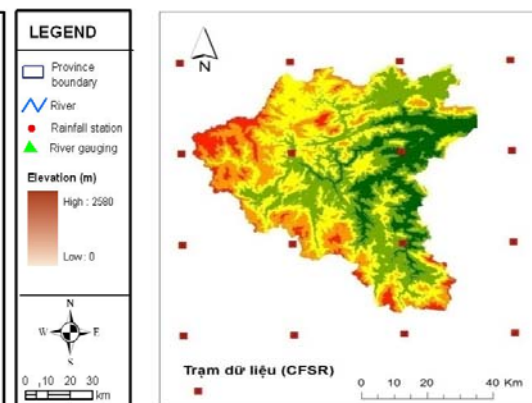 LEGEND
Province
boundary
River
Rainfall station
River gauging
Elevation (m)
High : 2580
Low : 0
N
W E
S
0 10 20 30
km
N
Trạm dữ liệu (CFSR)
0 10 20 40 Km